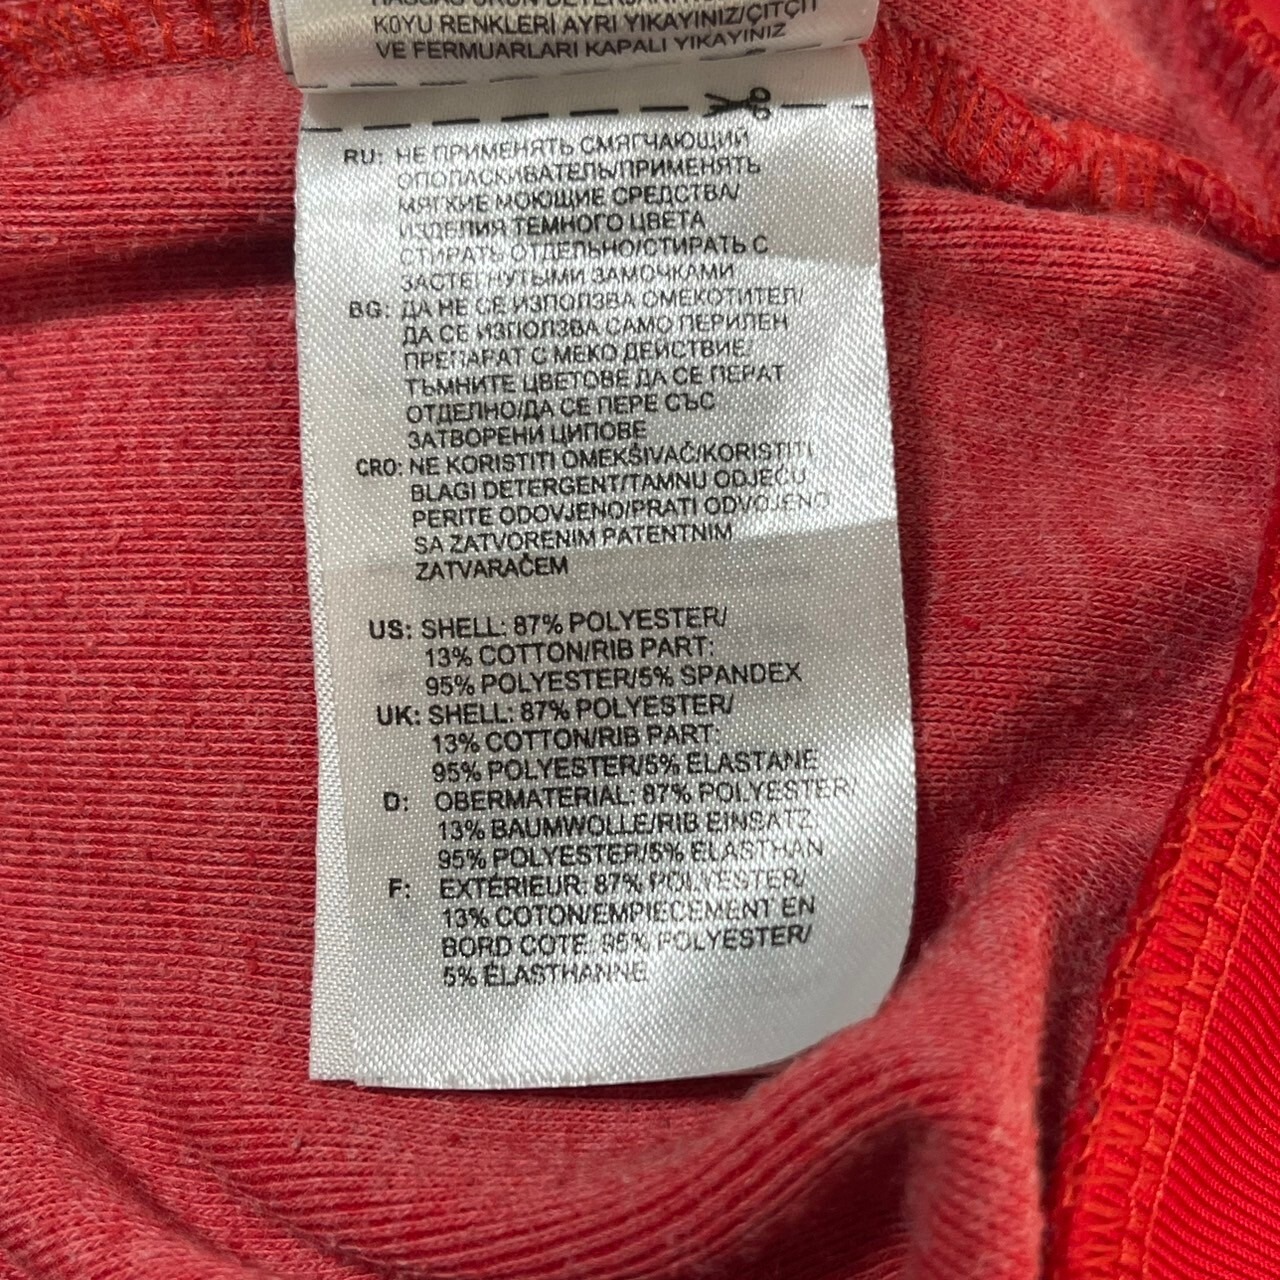 KOYU RENKLERİ AYRI YIKAYINIZ/ÇITÇIT
VE FERMUARLARI KAPALI YIKAYINIZ
RU: НЕ ПРИМЕНЯТЬ СМЯГЧАЮЩИЙ
ОПОЛАСКИВАТЕЛЬ/ПРИМЕНЯТЬ
МЯГКИЕ МОЮЩИЕ СРЕДСТВА/
ИЗДЕЛИЯ ТЕМНОГО ЦВЕТА
СТИРАТЬ ОТДЕЛЬНО/СТИРАТЬ С
ЗАСТЕГНУТЫМИ ЗАМОЧКАМИ
BG: ДА НЕ СЕ ИЗПОЛЗВА ОМЕКОТИТЕЛ/
ДА СЕ ИЗПОЛЗВА САМО ПЕРИЛЕН
ПРЕПАРАТ С МЕКО ДЕЙСТВИЕ/
ТЪМНИТЕ ЦВЕТОВЕ ДА СЕ ПЕРАТ
ОТДЕЛНО/ДА СЕ ПЕРЕ СЪС
ЗАТВОРЕНИ ЦИПОВЕ
CRO: NE KORISTITI OMEKŠIVAČ/KORISTITI
BLAGI DETERGENT/TAMNU ODJEĆU
PERITE ODOVJENO/PRATI ODVOJENO
SA ZATVORENIM PATENTNIM
ZATVARAČEM
US: SHELL: 87% POLYESTER/
13% COTTON/RIB PART:
95% POLYESTER/5% SPANDEX
UK: SHELL: 87% POLYESTER/
13% COTTON/RIB PART:
95% POLYESTER/5% ELASTANE
D: OBERMATERIAL: 87% POLYESTER/
13% BAUMWOLLE/RIB EINSATZ:
95% POLYESTER/5% ELASTHAN
F: EXTÉRIEUR: 87% POLYESTER/
13% COTON/EMPIECEMENT EN
BORD COTE: 95% POLYESTER/
5% ÉLASTHANNE